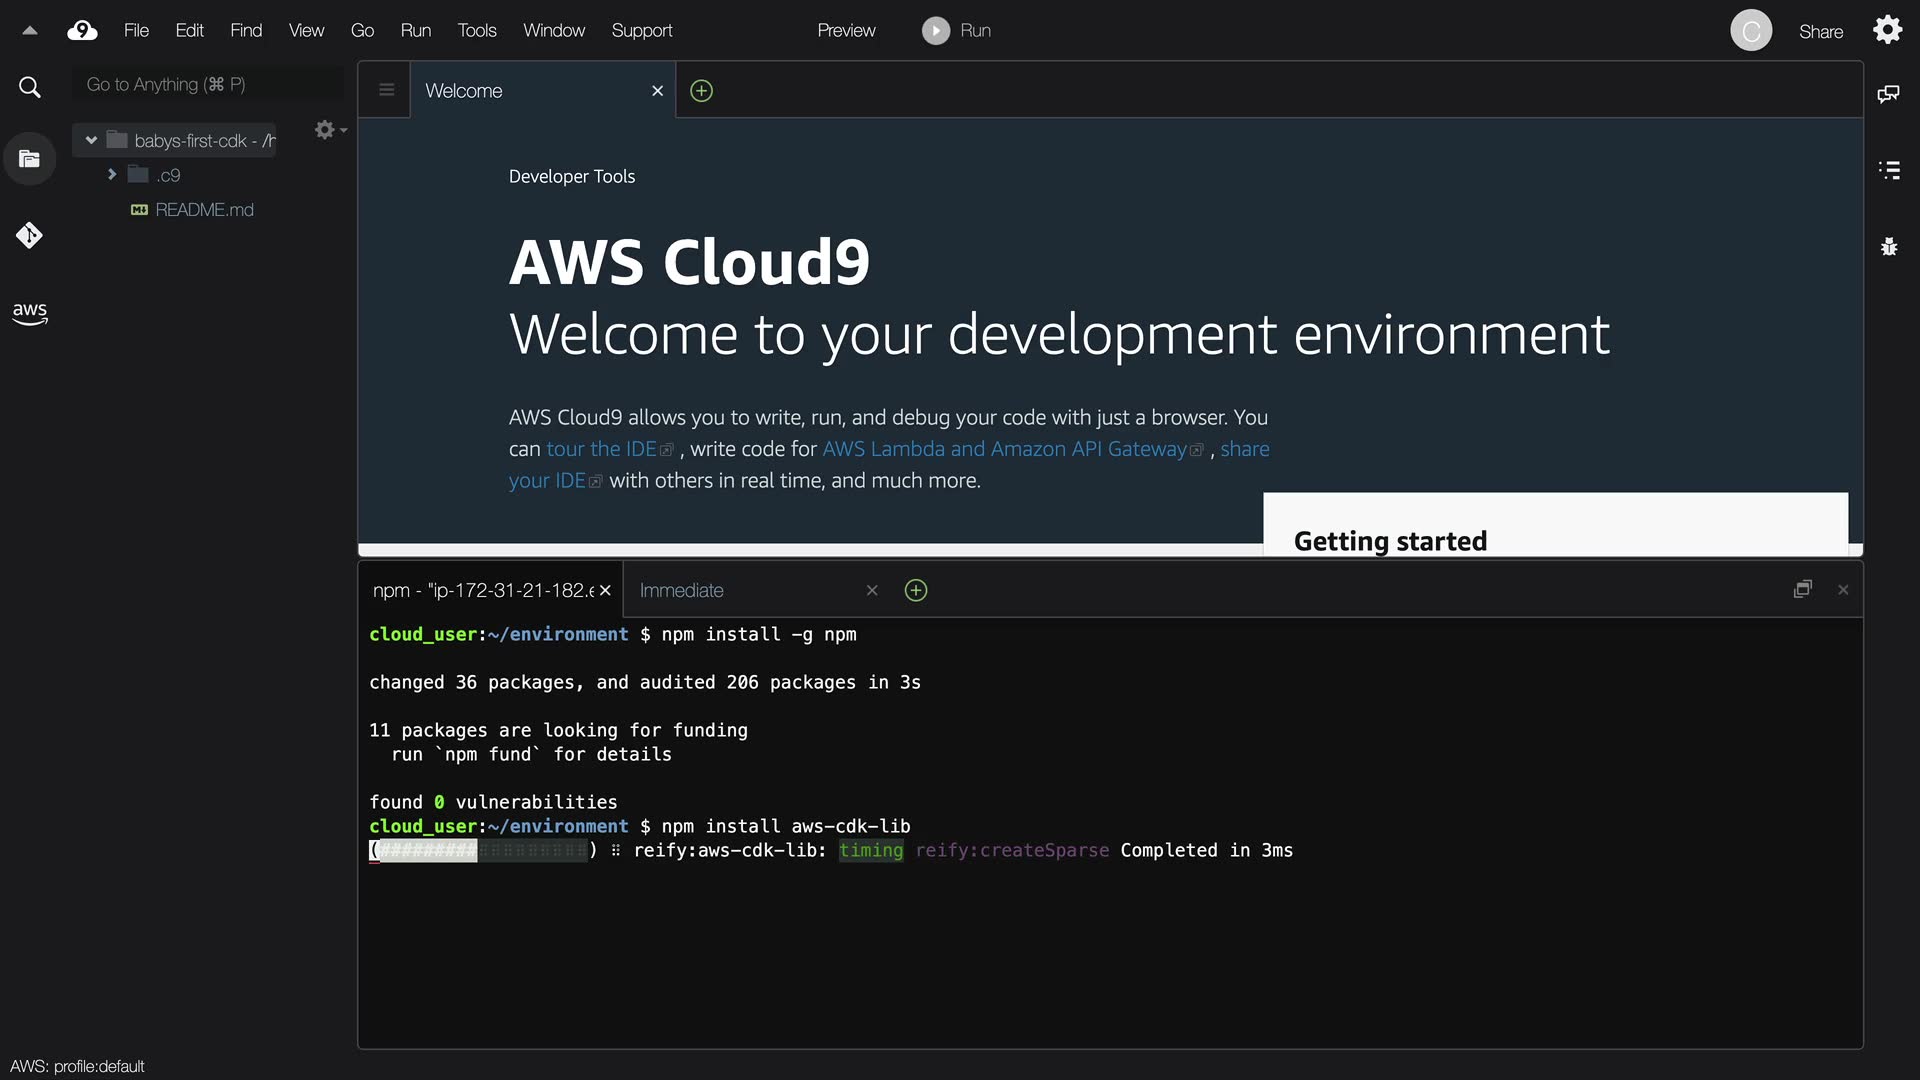 9 File Edit Find View Go Run Tools Window Support Preview Run C Share
Go to Anything (⌘ P)
babys-first-cdk - /h
.c9
README.md
aws
Welcome
Developer Tools
AWS Cloud9
Welcome to your development environment
AWS Cloud9 allows you to write, run, and debug your code with just a browser. You
can tour the IDE , write code for AWS Lambda and Amazon API Gateway , share
your IDE with others in real time, and much more.
Getting started
npm - "ip-172-31-21-182.e Immediate
cloud_user:~/environment $ npm install -g npm
changed 36 packages, and audited 206 packages in 3s
11 packages are looking for funding
run `npm fund` for details
found 0 vulnerabilities
cloud_user:~/environment $ npm install aws-cdk-lib
(#########⠂⠂⠂⠂⠂⠂⠂⠂⠂⠂) ⠿ reify:aws-cdk-lib: timing reify:createSparse Completed in 3ms
AWS: profile:default